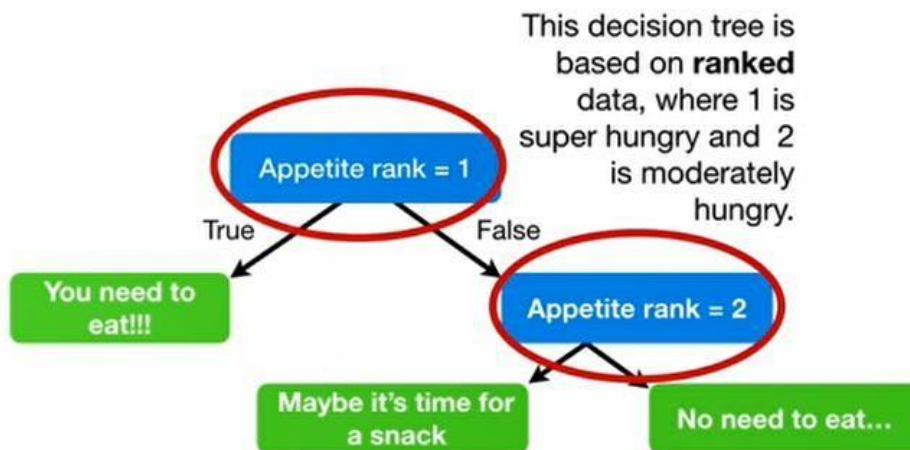 This decision tree is
based on ranked
data, where 1 is
super hungry and 2
is moderately
hungry.
Appetite rank = 1
True
False
You need to
eat!!!
Appetite rank = 2
Maybe it's time for
a snack
No need to eat...